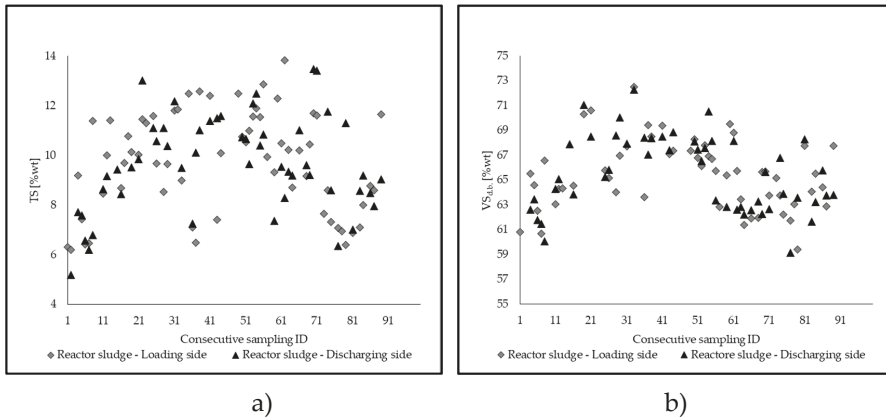 14
12
10
8
6
4
TS [%wt]
1 11 21 31 41 51 61 71 81 91
Consecutive sampling ID
Reactor sludge - Loading side Reactor sludge - Discharging side
a)
75
73
71
69
67
65
63
61
59
57
55
VS d.b. [%wt]
1 11 21 31 41 51 61 71 81 91
Consecutive sampling ID
Reactor sludge - Loading side Reactore sludge - Discharging side
b)